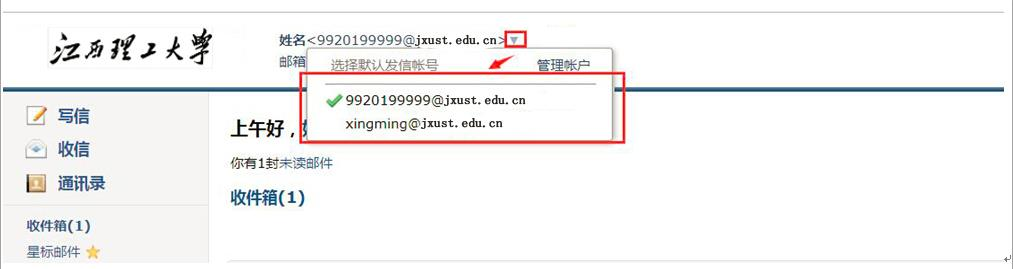 江西理工大学
姓名<9920199999@jxust.edu.cn>
邮箱
选择默认发信帐号 管理帐户
9920199999@jxust.edu.cn
xingming@jxust.edu.cn
写信
收信
通讯录
收件箱(1)
星标邮件
上午好，
你有1封未读邮件
收件箱(1)